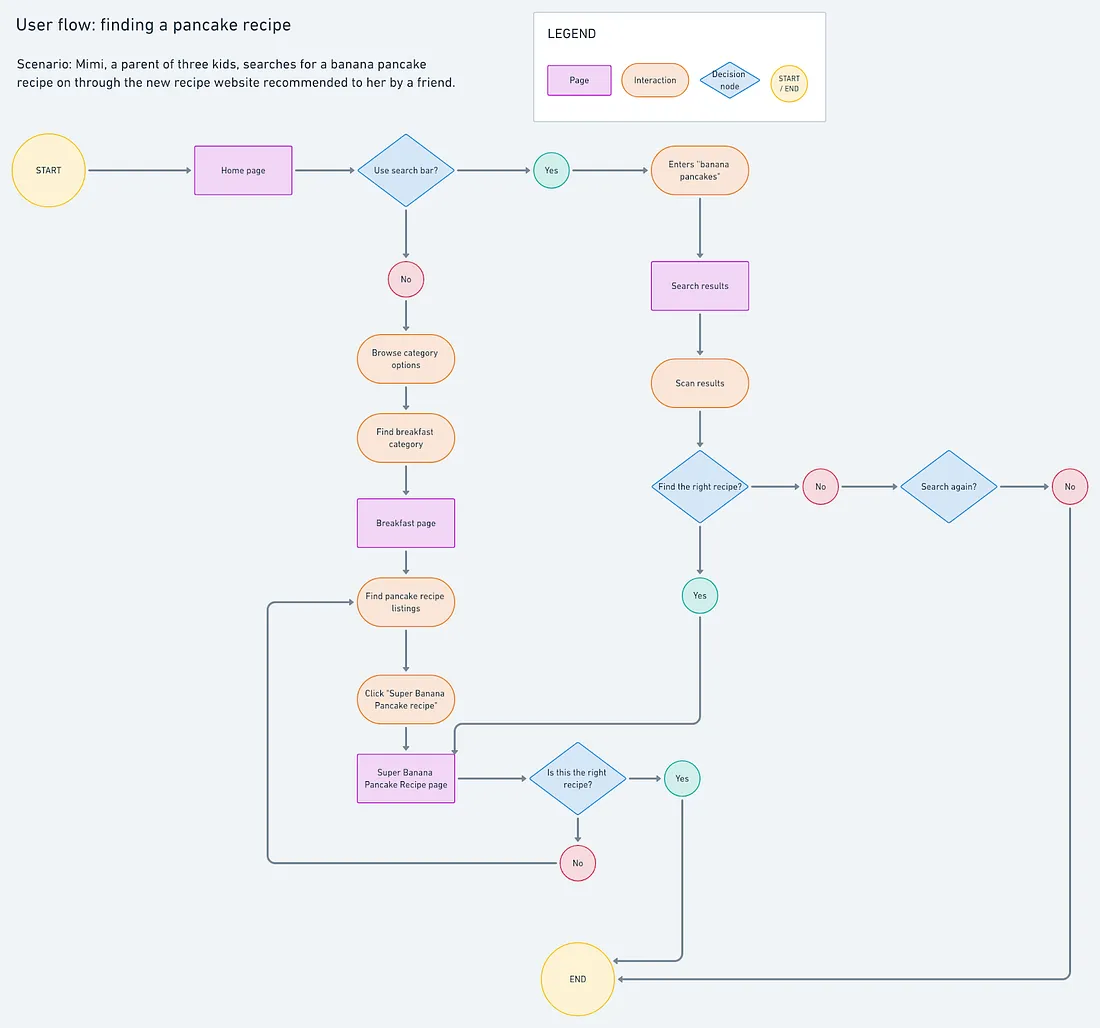 User flow: finding a pancake recipe
Scenario: Mimi, a parent of three kids, searches for a banana pancake
recipe on through the new recipe website recommended to her by a friend.
LEGEND
Page
Interaction
Decision
node
START
/ END
START
Home page
Use search bar?
Yes
Enters "banana
pancakes"
No
Search results
Browse category
options
Scan results
Find breakfast
category
Find the right recipe?
No
Search again?
No
Breakfast page
Find pancake recipe
listings
Yes
Click "Super Banana
Pancake recipe"
Super Banana
Pancake Recipe page
Is this the right
recipe?
Yes
No
END